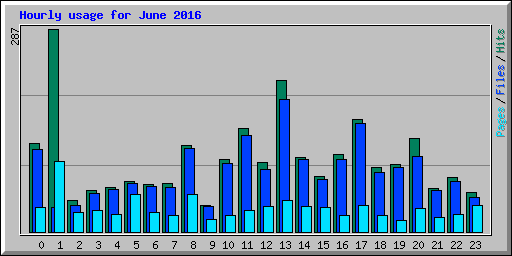 Hourly usage for June 2016
287
0 1 2 3 4 5 6 7 8 9 10 11 12 13 14 15 16 17 18 19 20 21 22 23
Pages / Files / Hits